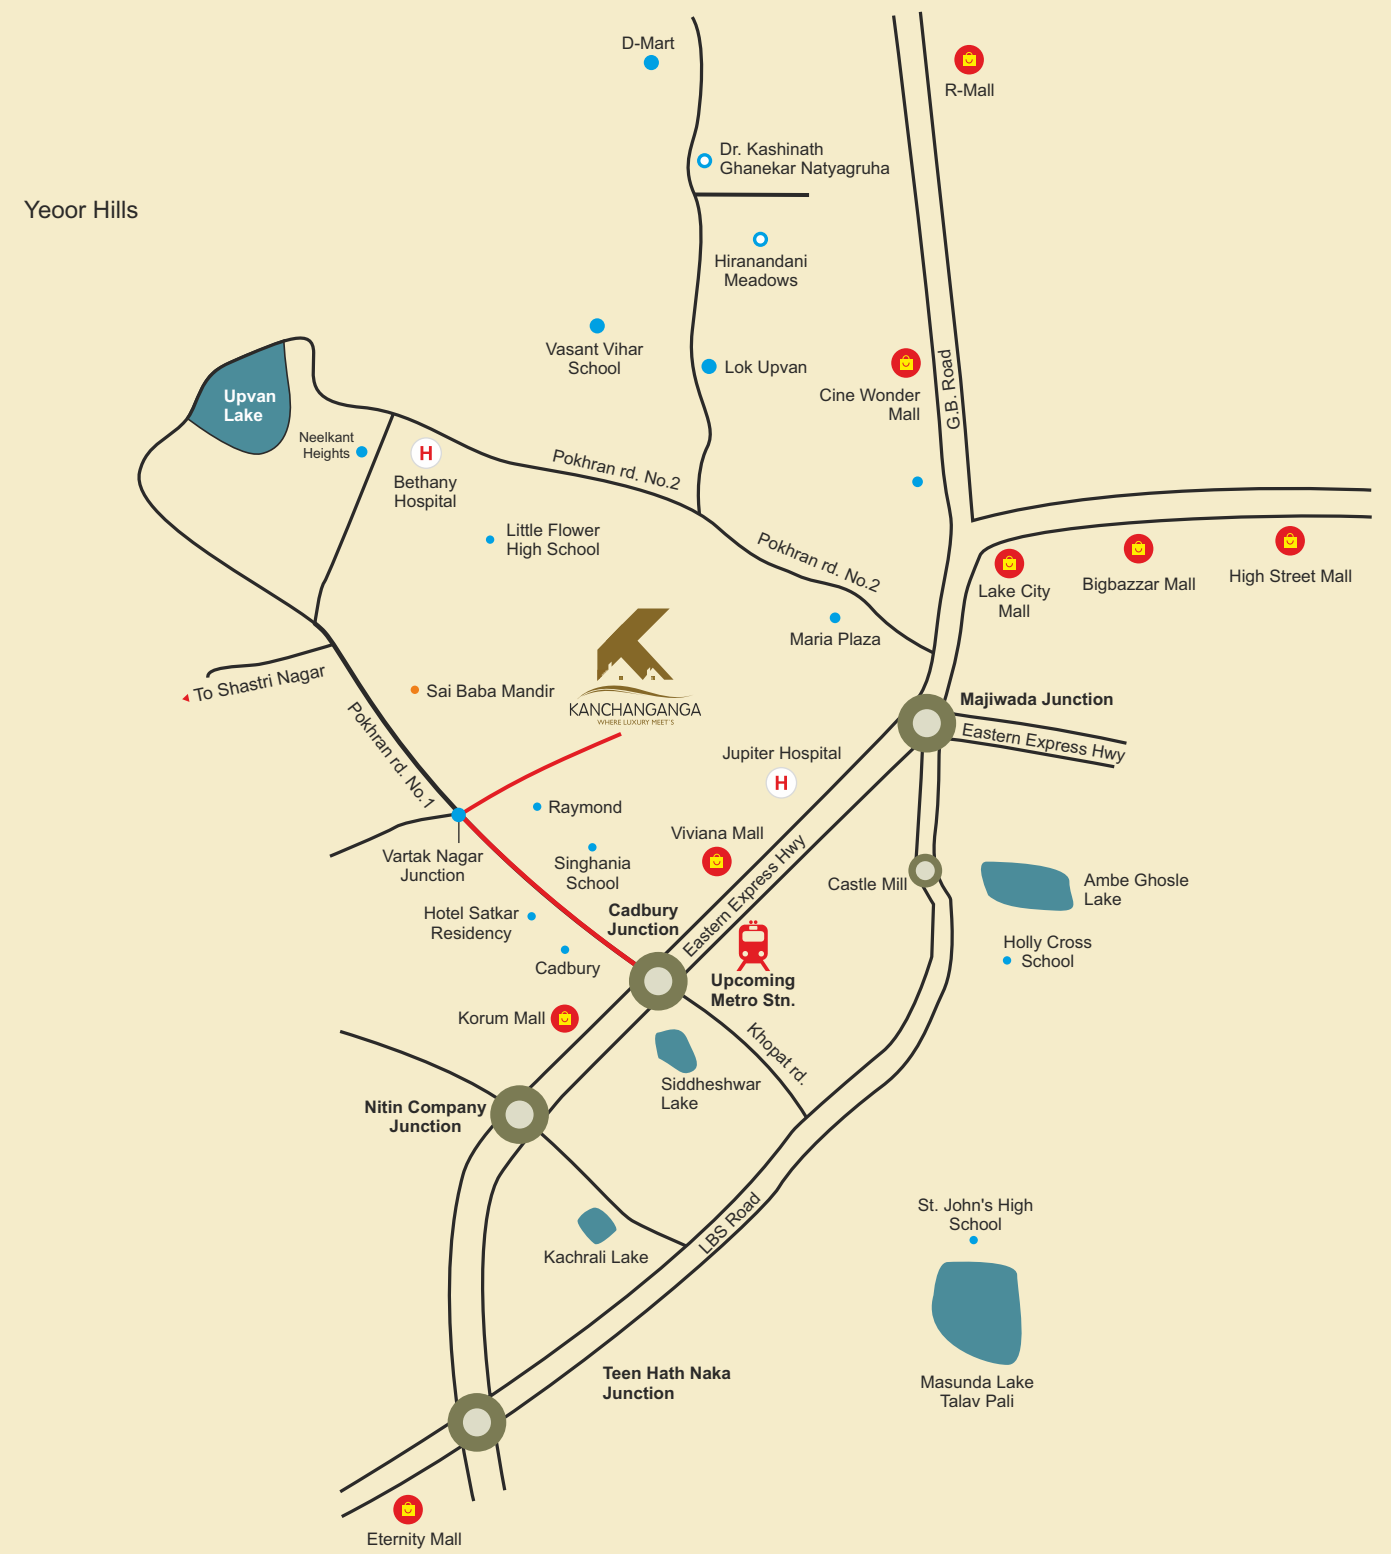 D-Mart
R-Mall
Dr. Kashinath
Ghanekar Natyagruha
Yeoor Hills
Hiranandani
Meadows
Vasant Vihar
School
Lok Upvan
Cine Wonder
Mall
G.B. Road
Upvan
Lake
Neelkant
Heights
H
Bethany
Hospital
Pokhran rd. No.2
Little Flower
High School
Pokhran rd. No.2
Lake City
Mall
Bigbazzar Mall
High Street Mall
Maria Plaza
To Shastri Nagar
Sai Baba Mandir
KANCHANGANGA
WHERE LUXURY MEET'S
Majiwada Junction
Eastern Express Hwy
Pokhran rd. No.1
Jupiter Hospital
H
Raymond
Viviana Mall
Vartak Nagar
Junction
Singhania
School
Eastern Express Hwy
Castle Mill
Ambe Ghosle
Lake
Hotel Satkar
Residency
Cadbury
Junction
Holly Cross
School
Cadbury
Upcoming
Metro Stn.
Korum Mall
Khopat rd.
Siddheshwar
Lake
Nitin Company
Junction
St. John's High
School
LBS Road
Kachrali Lake
Teen Hath Naka
Junction
Masunda Lake
Talav Pali
Eternity Mall